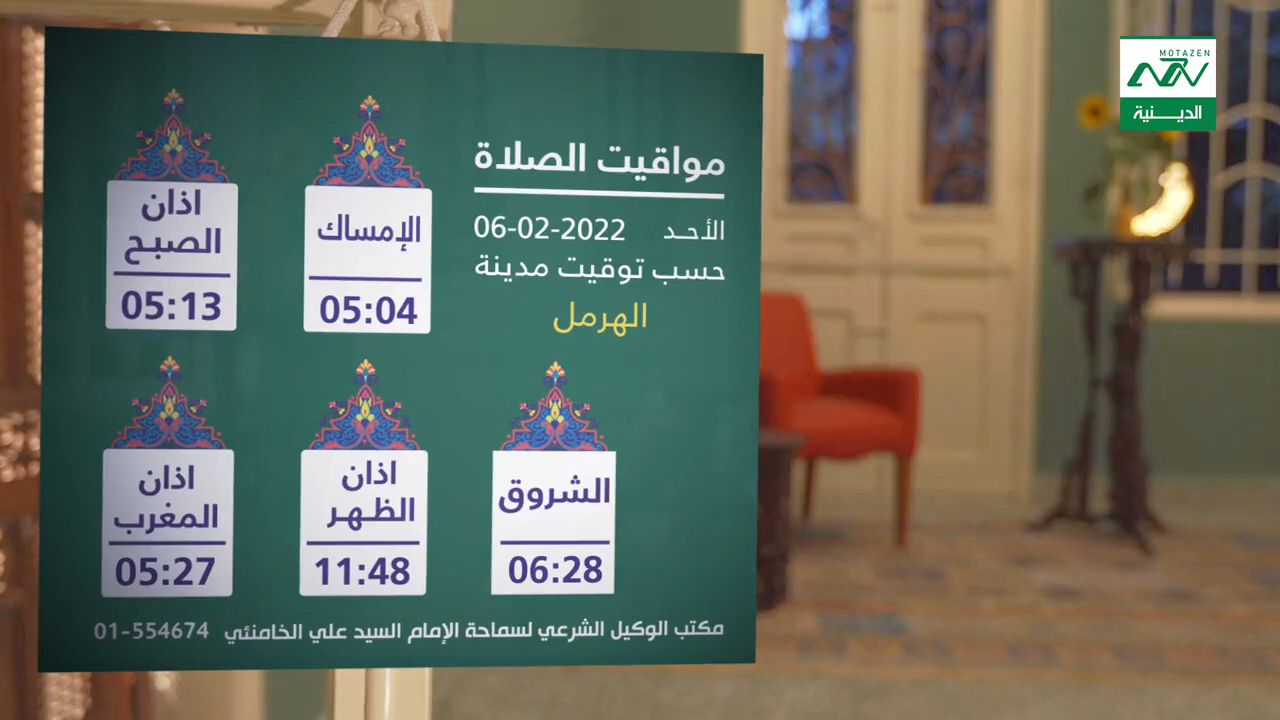 MOTAZEN
الدينية
مواقيت الصلاة
الأحد 06-02-2022
حسب توقيت مدينة
الهرمل
الإمساك
05:04
اذان
الصبح
05:13
الشروق
06:28
اذان
الظهر
11:48
اذان
المغرب
05:27
مكتب الوكيل الشرعي لسماحة الإمام السيد علي الخامنئي 01-554674